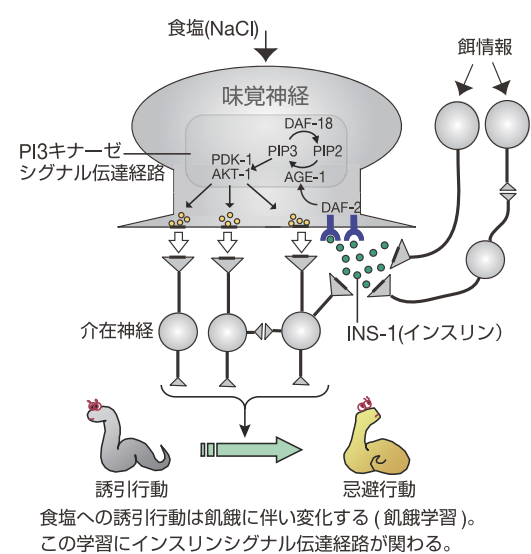 食塩(NaCl)
餌情報
味覚神経
DAF-18
PI3キナーゼ
シグナル伝達経路
PIP3
PIP2
PDK-1
AKT-1
AGE-1
DAF-2
介在神経
INS-1(インスリン)
誘引行動
忌避行動
食塩への誘引行動は飢餓に伴い変化する(飢餓学習)。
この学習にインスリンシグナル伝達経路が関わる。